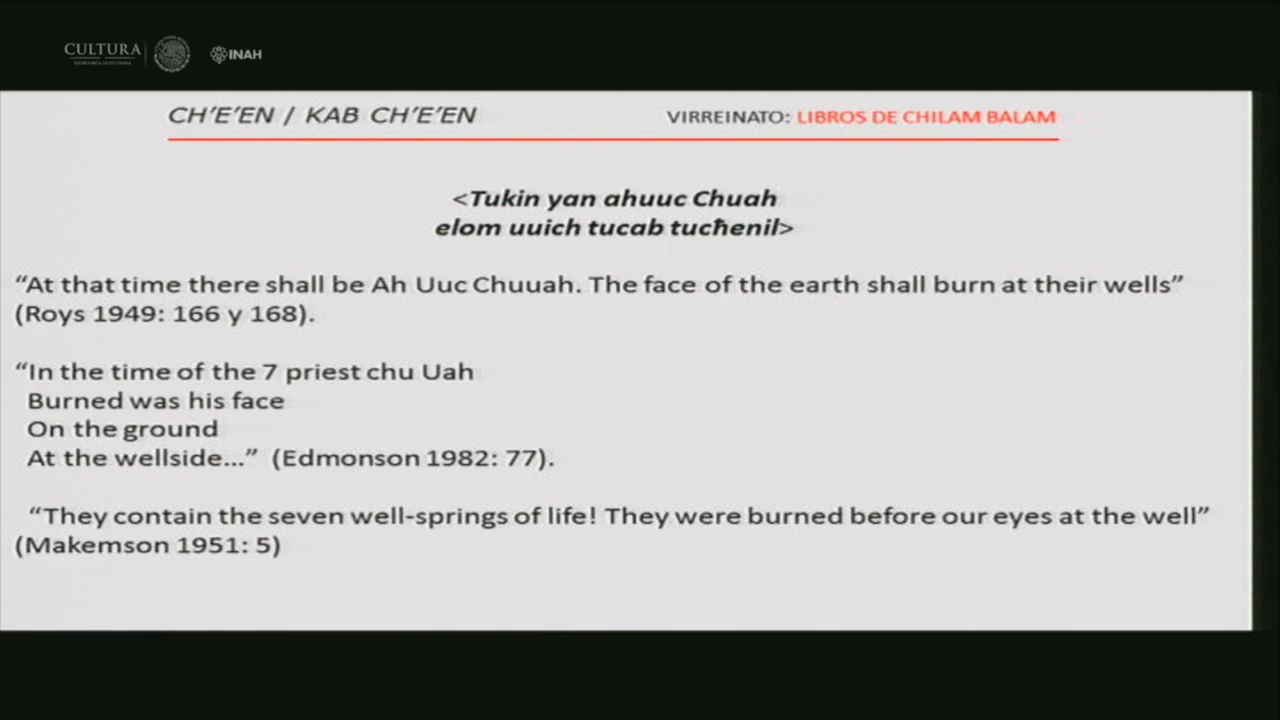 CULTURA
SECRETARÍA DE CULTURA
INAH
CH’E’EN / KAB CH’E’EN
VIRREINATO: LIBROS DE CHILAM BALAM
<Tukin yan ahuuc Chuah
elom uuich tucab tucħenil>
“At that time there shall be Ah Uuc Chuuah. The face of the earth shall burn at their wells”
(Roys 1949: 166 y 168).
“In the time of the 7 priest chu Uah
Burned was his face
On the ground
At the wellside...” (Edmonson 1982: 77).
“They contain the seven well-springs of life! They were burned before our eyes at the well”
(Makemson 1951: 5)